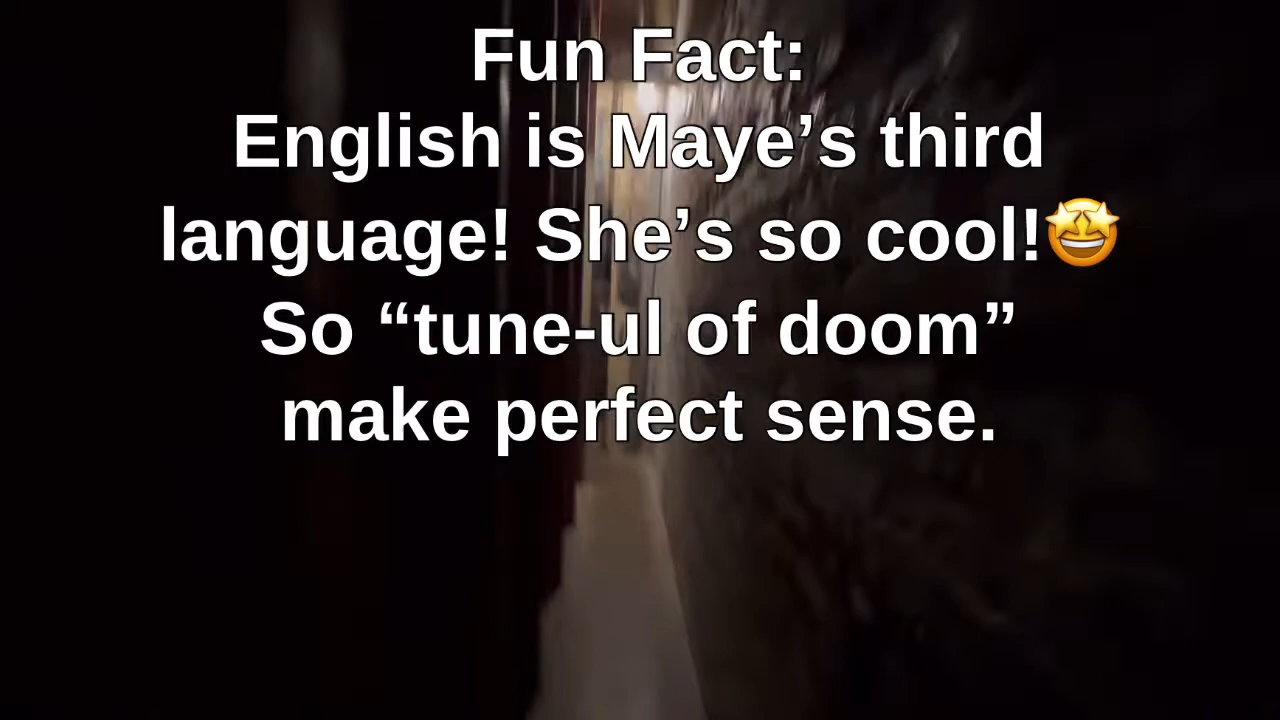 Fun Fact:
English is Maye’s third
language! She’s so cool!🤩
So “tune-ul of doom”
make perfect sense.